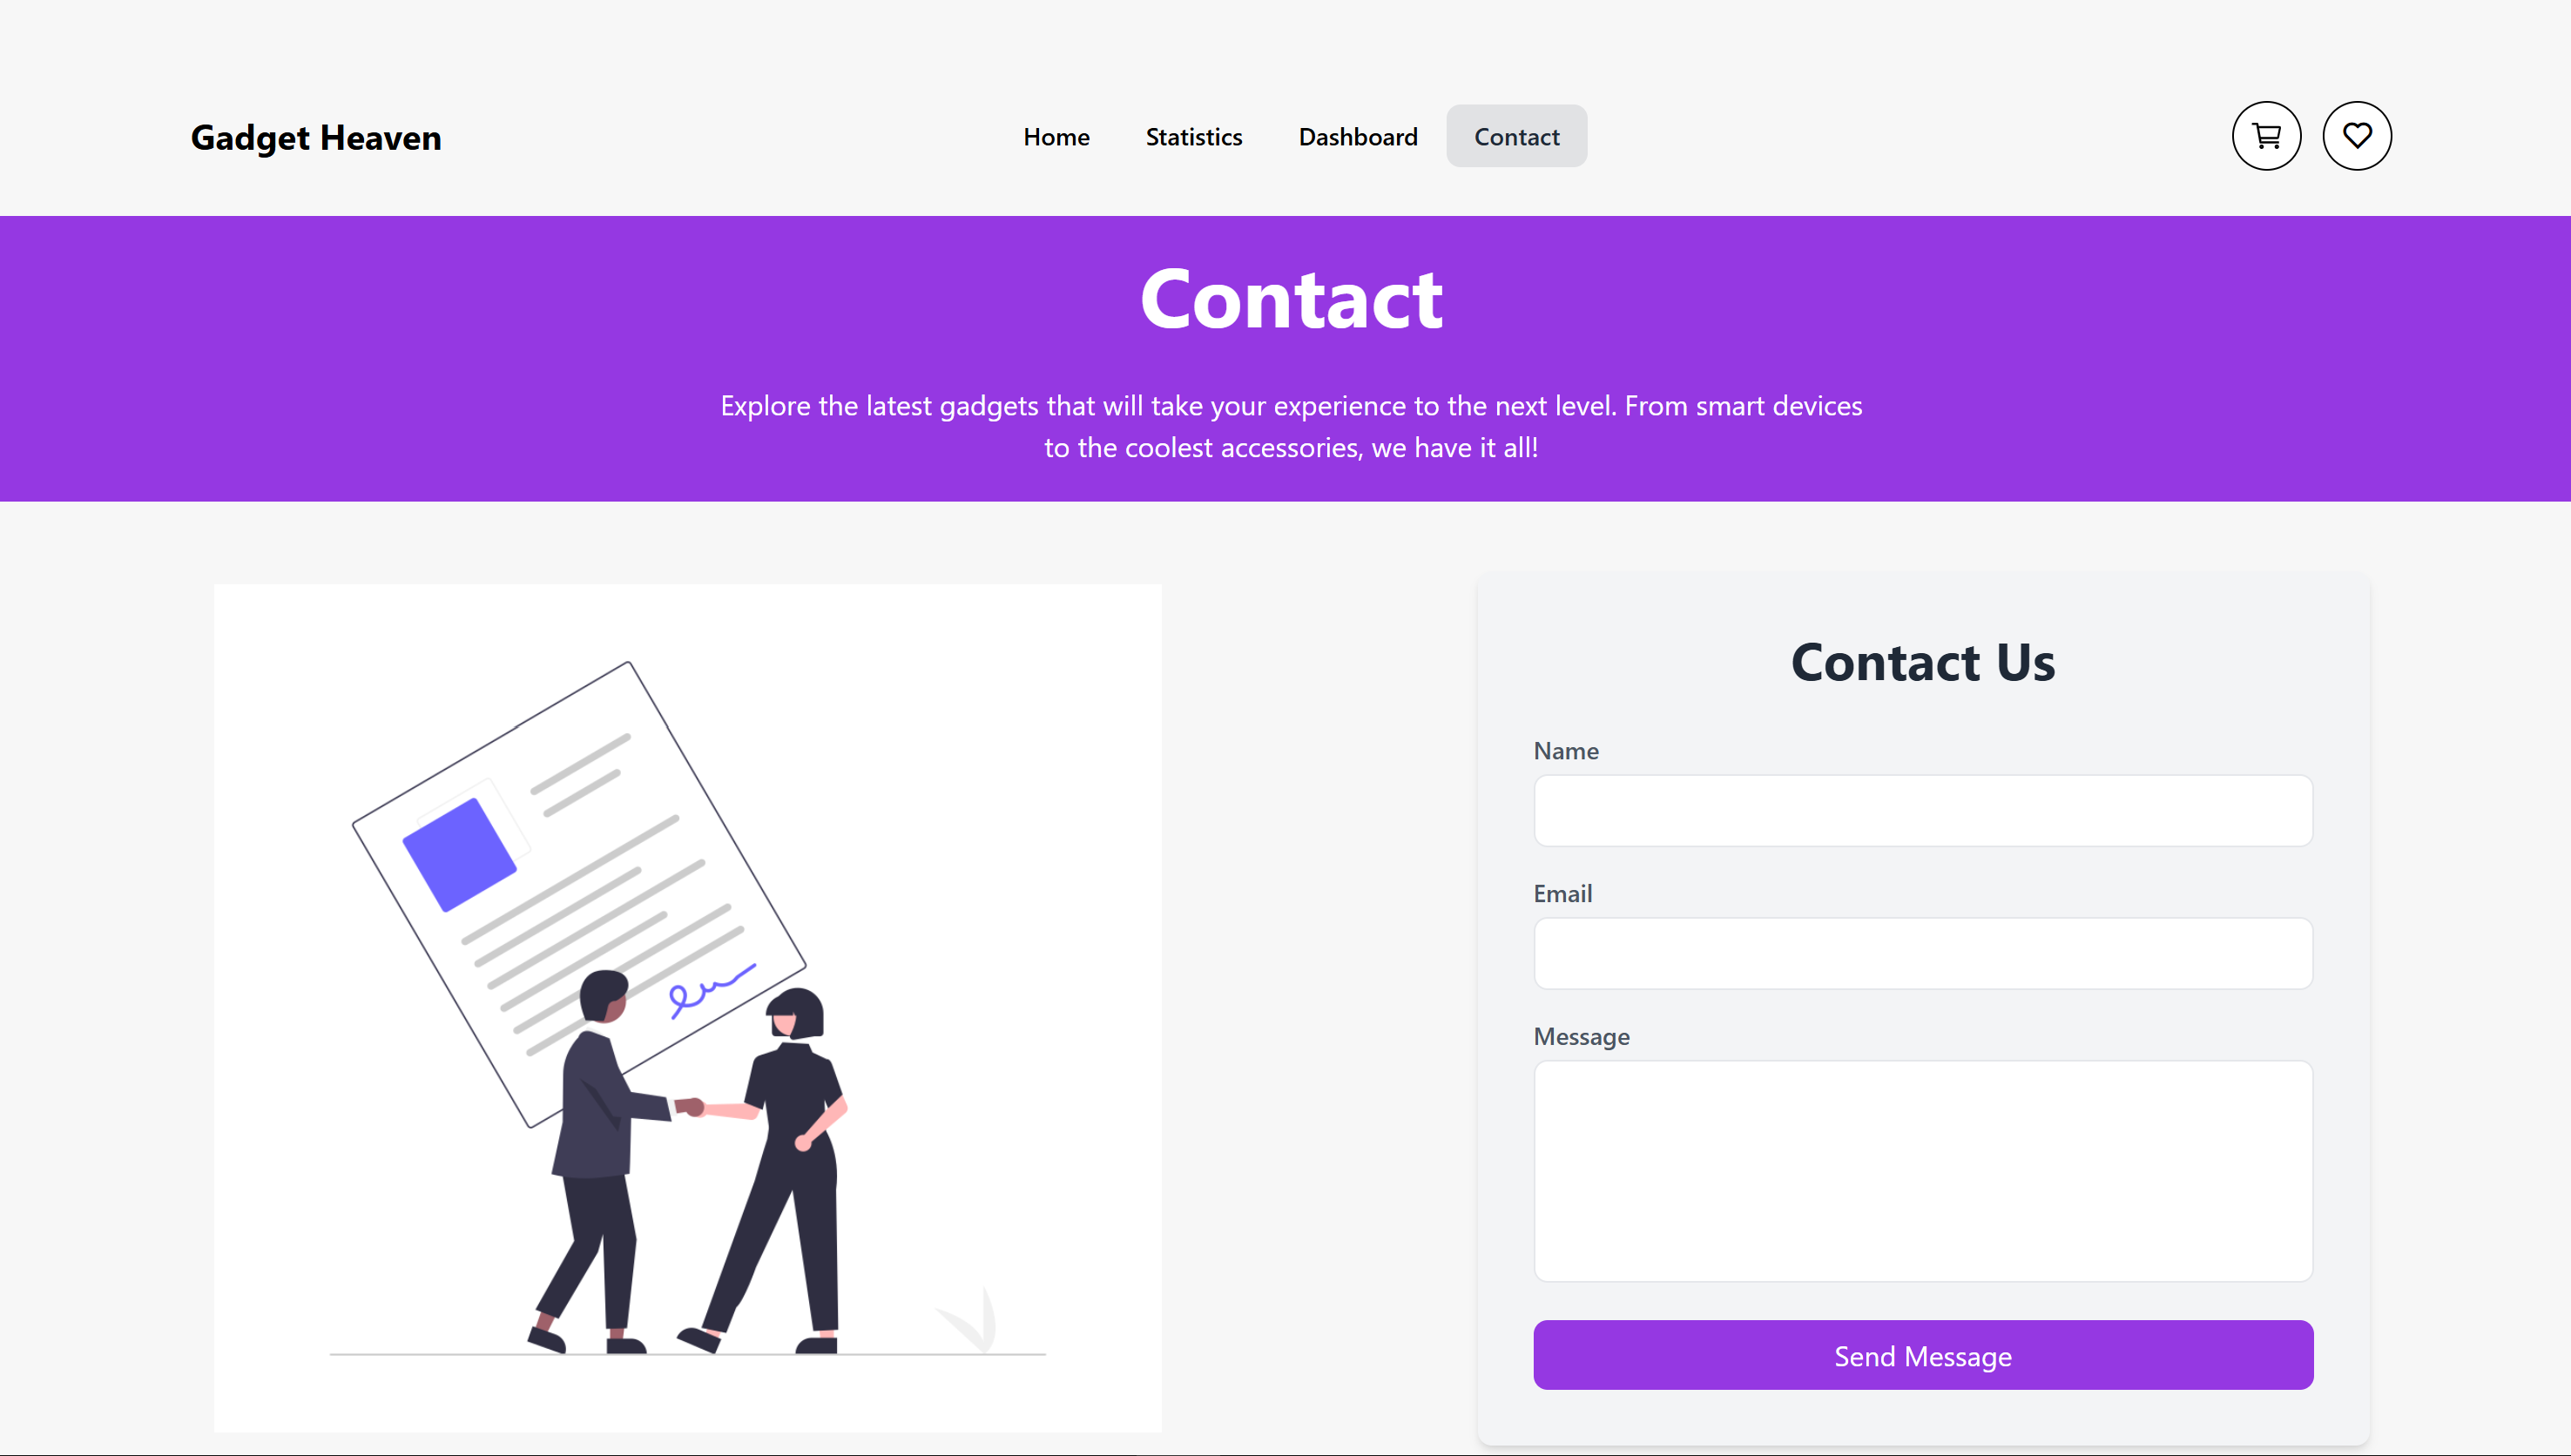 Gadget Heaven
Home Statistics Dashboard Contact
Contact
Explore the latest gadgets that will take your experience to the next level. From smart devices
to the coolest accessories, we have it all!
Contact Us
Name
Email
Message
Send Message